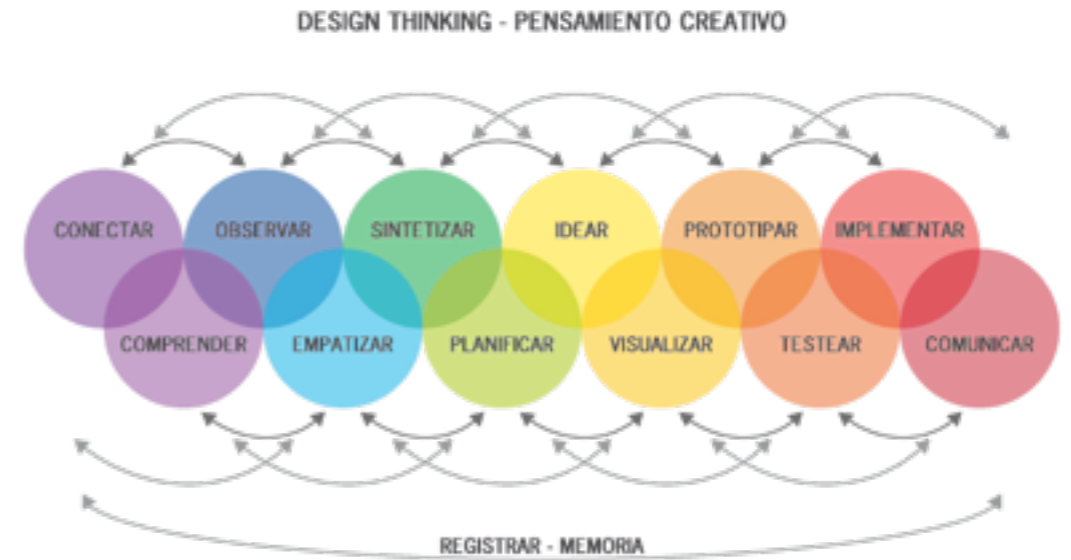 DESIGN THINKING - PENSAMIENTO CREATIVO
CONECTAR
OBSERVAR
SINTETIZAR
IDEAR
PROTOTIPAR
IMPLEMENTAR
COMPRENDER
EMPATIZAR
PLANIFICAR
VISUALIZAR
TESTEAR
COMUNICAR
REGISTRAR - MEMORIA